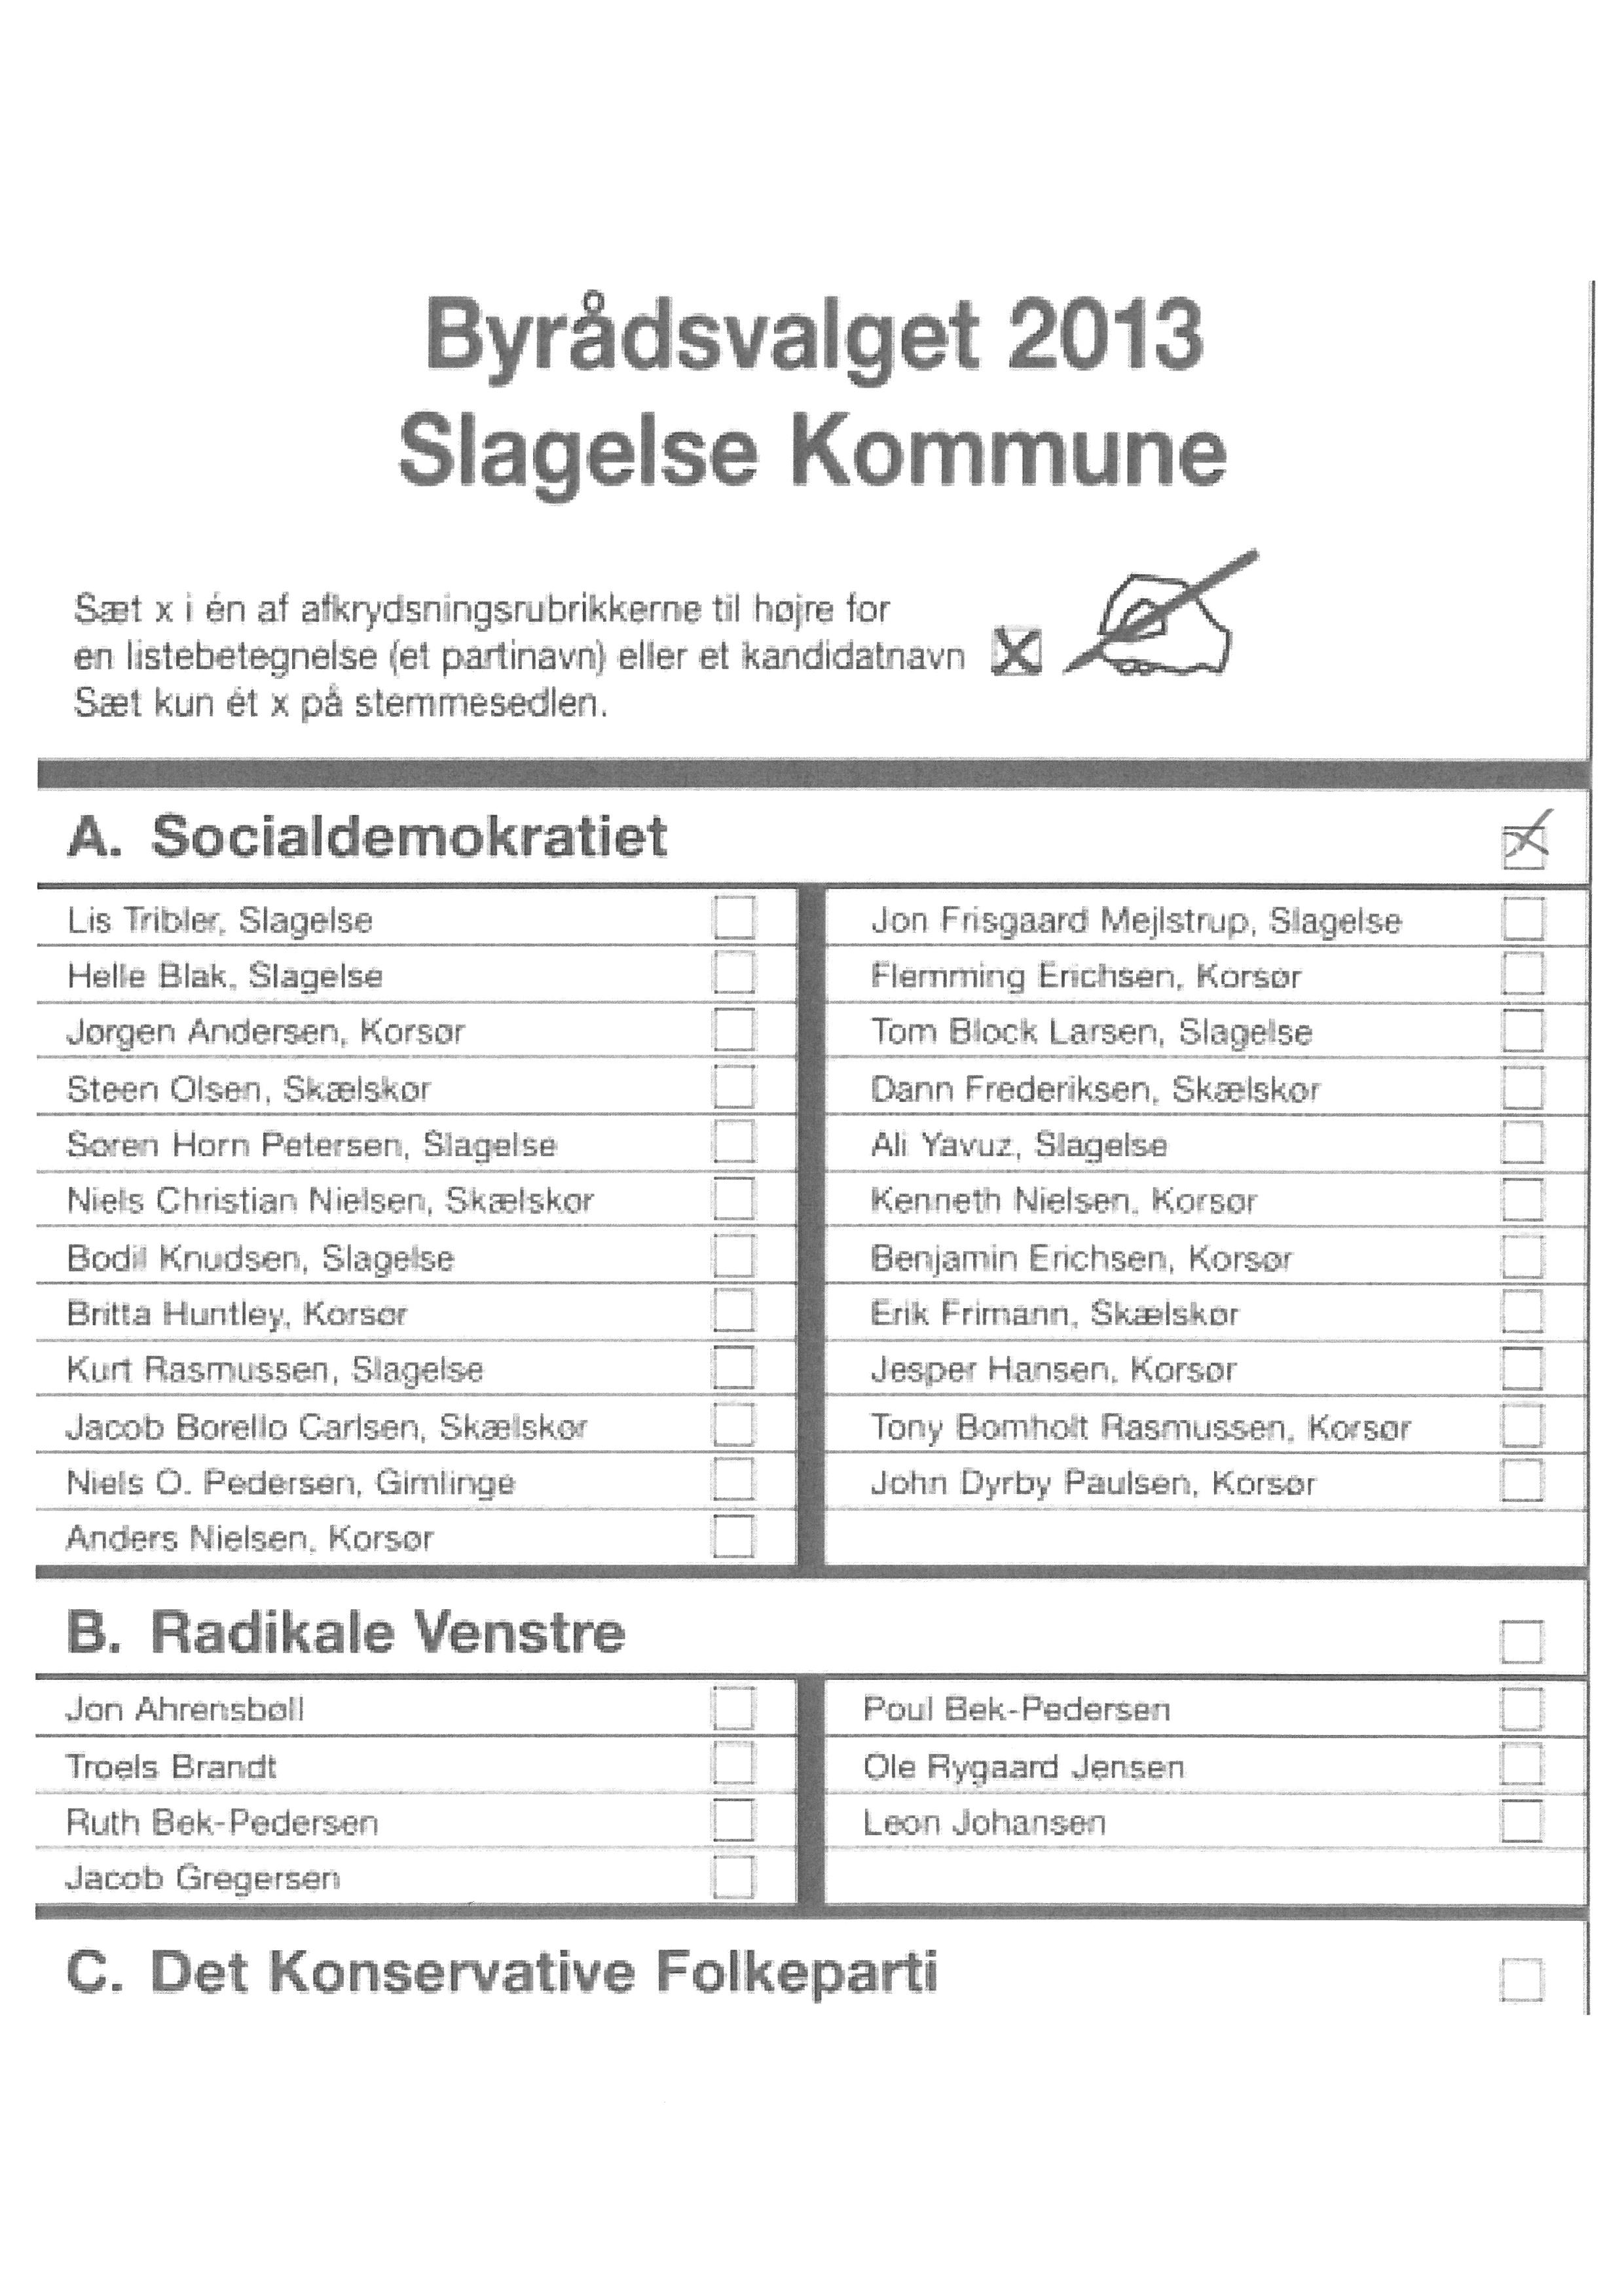 Byrådsvalget 2013
Slagelse Kommune
Sæt x i én af afkrydsningsrubrikkerne til højre for
en listebetegnelse (et partinavn) eller et kandidatnavn
Sæt kun ét x på stemmesedlen.
A. Socialdemokratiet
Lis Tribler, Slagelse
Helle Blak, Slagelse
Jørgen Andersen, Korsør
Steen Olsen, Skælskør
Søren Horn Petersen, Slagelse
Niels Christian Nielsen, Skælskør
Bodil Knudsen, Slagelse
Britta Huntley, Korsør
Kurt Rasmussen, Slagelse
Jacob Borello Carlsen, Skælskør
Niels O. Pedersen, Gimlinge
Anders Nielsen, Korsør
Jon Frisgaard Mejlstrup, Slagelse
Flemming Erichsen, Korsør
Tom Block Larsen, Slagelse
Dann Frederiksen, Skælskør
Ali Yavuz, Slagelse
Kenneth Nielsen, Korsør
Benjamin Erichsen, Korsør
Erik Frimann, Skælskør
Jesper Hansen, Korsør
Tony Bomholt Rasmussen, Korsør
John Dyrby Paulsen, Korsør
B. Radikale Venstre
Jon Ahrensbøll
Troels Brandt
Ruth Bek-Pedersen
Jacob Gregersen
Poul Bek-Pedersen
Ole Rygaard Jensen
Leon Johansen
C. Det Konservative Folkeparti